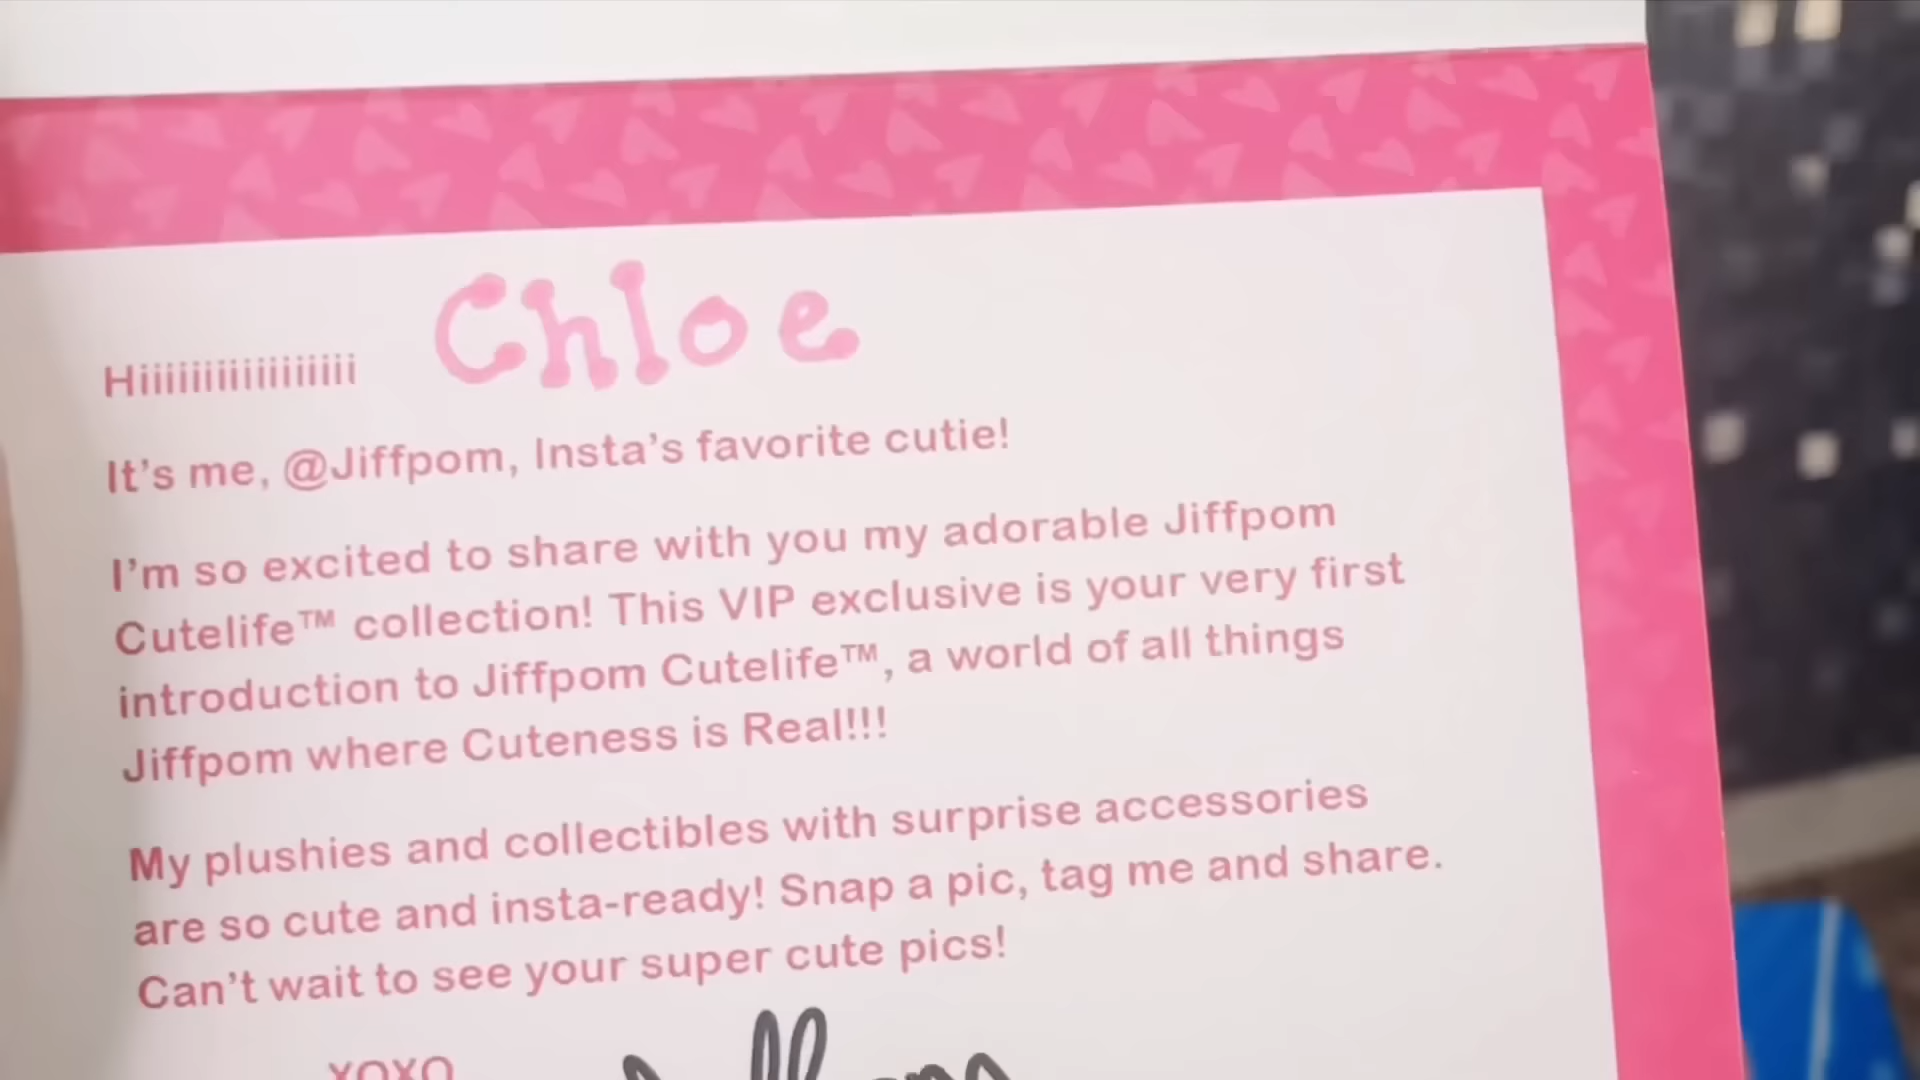 Hiiiiiiiiiiiiiiiii Chloe
It's me, @Jiffpom, Insta's favorite cutie!
I'm so excited to share with you my adorable Jiffpom
Cutelife™ collection! This VIP exclusive is your very first
introduction to Jiffpom Cutelife™, a world of all things
Jiffpom where Cuteness is Real!!!
My plushies and collectibles with surprise accessories
are so cute and insta-ready! Snap a pic, tag me and share.
Can't wait to see your super cute pics!
XOXO